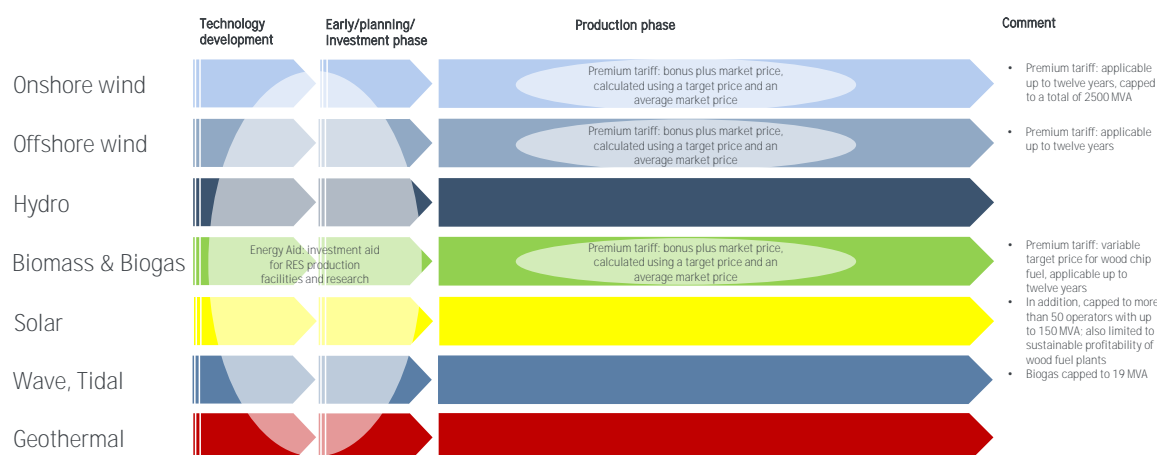 Technology
development
Early/planning/
investment phase
Production phase
Comment
Onshore wind
Premium tariff: bonus plus market price,
calculated using a target price and an
average market price
• Premium tariff: applicable
up to twelve years, capped
to a total of 2500 MVA
Offshore wind
Premium tariff: bonus plus market price,
calculated using a target price and an
average market price
• Premium tariff: applicable
up to twelve years
Hydro
Biomass & Biogas
Energy Aid: investment aid
for RES production
facilities and research
Premium tariff: bonus plus market price,
calculated using a target price and an
average market price
• Premium tariff: variable
target price for wood chip
fuel, applicable up to
twelve years
• In addition, capped to more
than 50 operators with up
to 150 MVA; also limited to
sustainable profitability of
wood fuel plants
• Biogas capped to 19 MVA
Solar
Wave, Tidal
Geothermal